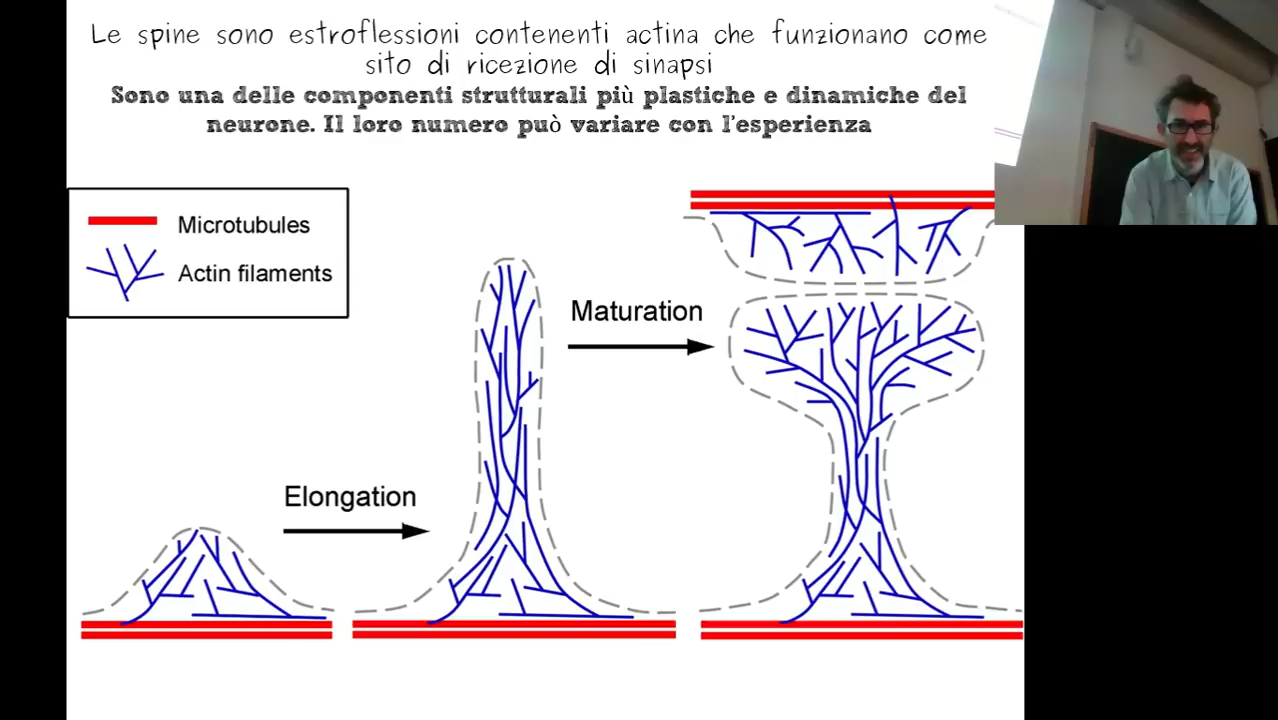 Le spine sono estroflessioni contenenti actina che funzionano come
sito di ricezione di sinapsi
Sono una delle componenti strutturali più plastiche e dinamiche del
neurone. Il loro numero può variare con l'esperienza
Microtubules
Actin filaments
Maturation
Elongation